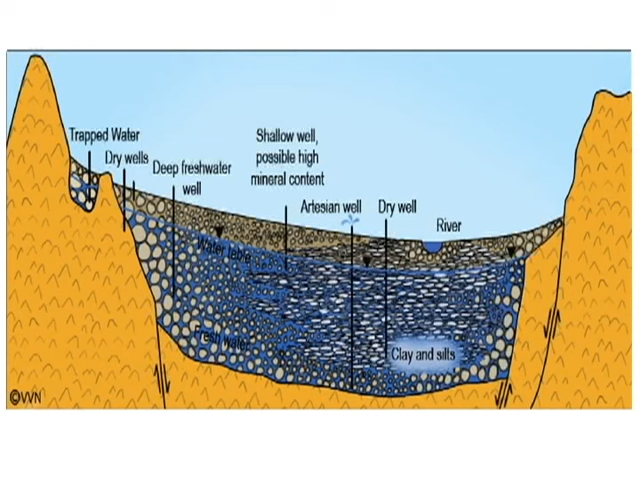 Trapped Water
Dry wells
Deep freshwater
well
Shallow well,
possible high
mineral content
Artesian well
Dry well
River
Water table
Fresh water
Clay and silts
©VVN